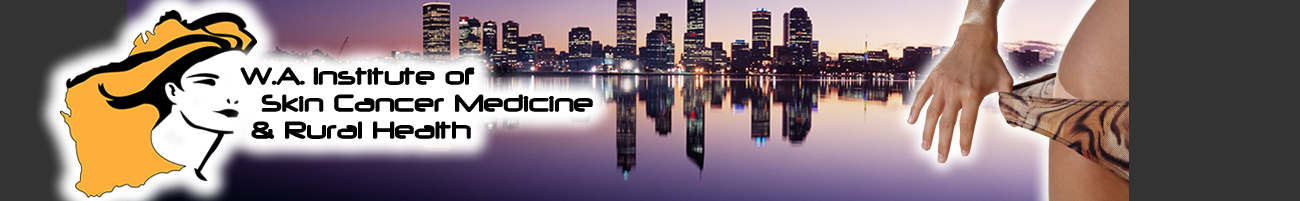 W.A. Institute of
Skin Cancer Medicine
& Rural Health